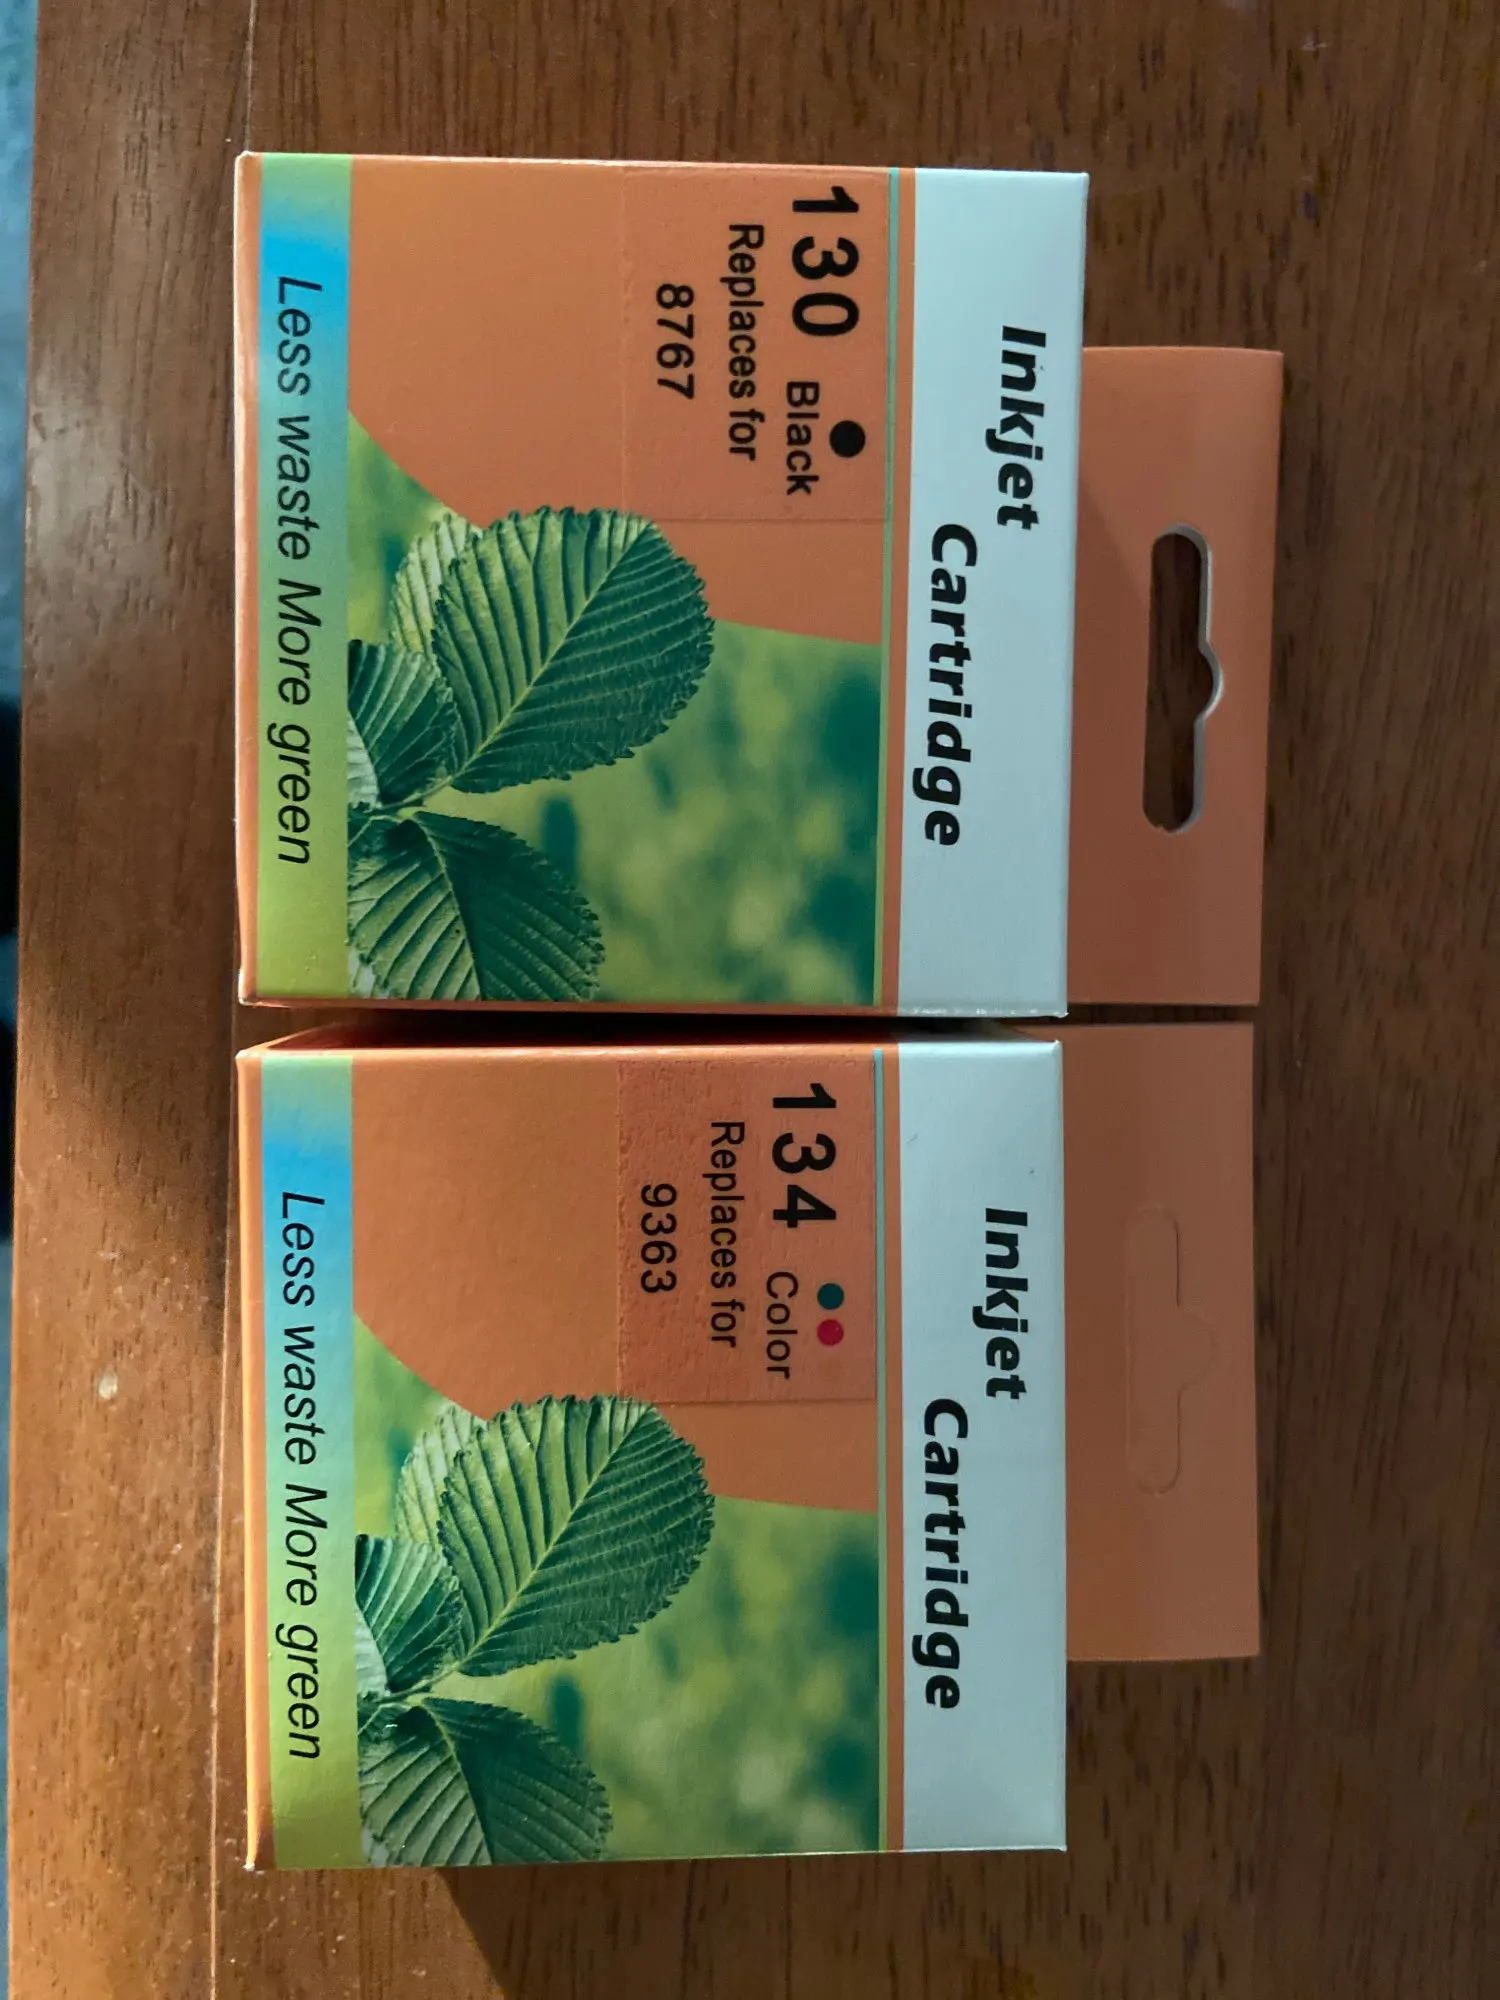 Inkjet
Cartridge
130 Black
Replaces for
8767
Less waste More green
Inkjet
Cartridge
134 Color
Replaces for
9363
Less waste More green